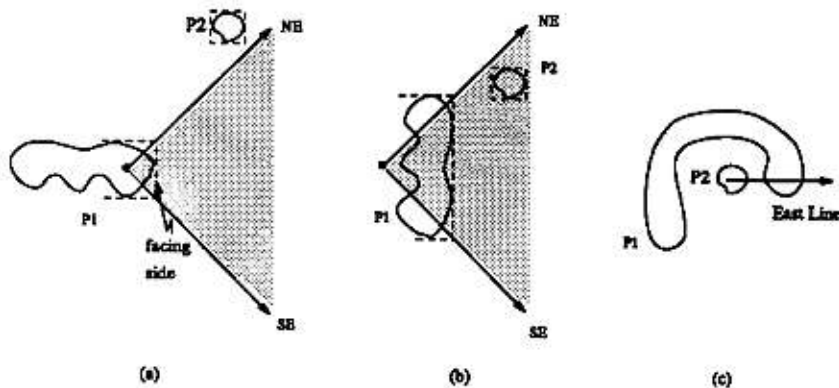 P2
NE
P1
facing
side
SE
(a)
NE
P2
P1
SE
(b)
P2
East Line
P1
(c)